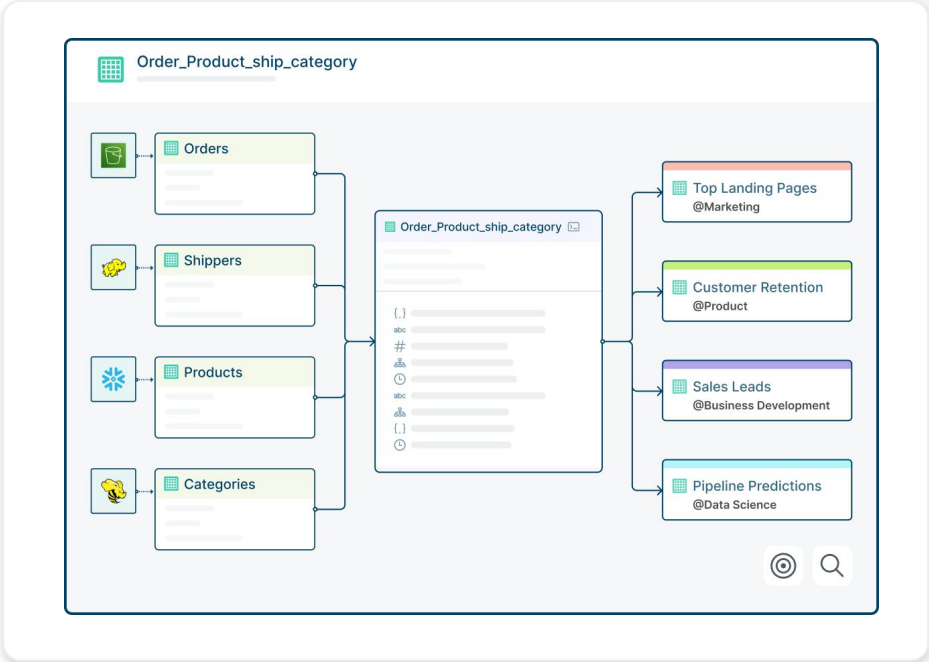 Order_Product_ship_category
Orders
Shippers
Products
Categories
Order_Product_ship_category
{.}
abc
#
abc
{.}
Top Landing Pages
@Marketing
Customer Retention
@Product
Sales Leads
@Business Development
Pipeline Predictions
@Data Science